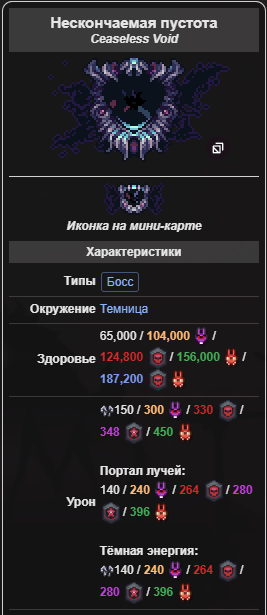 Нескончаемая пустота
Ceaseless Void
Иконка на мини-карте
Характеристики
Типы Босс
Окружение Темница
65,000 / 104,000 /
Здоровье 124,800 / 156,000 /
187,200
150 / 300 / 330 /
348 / 450
Портал лучей:
140 / 240 / 264 / 280
Урон / 396
Тёмная энергия:
140 / 240 / 264 /
280 / 396